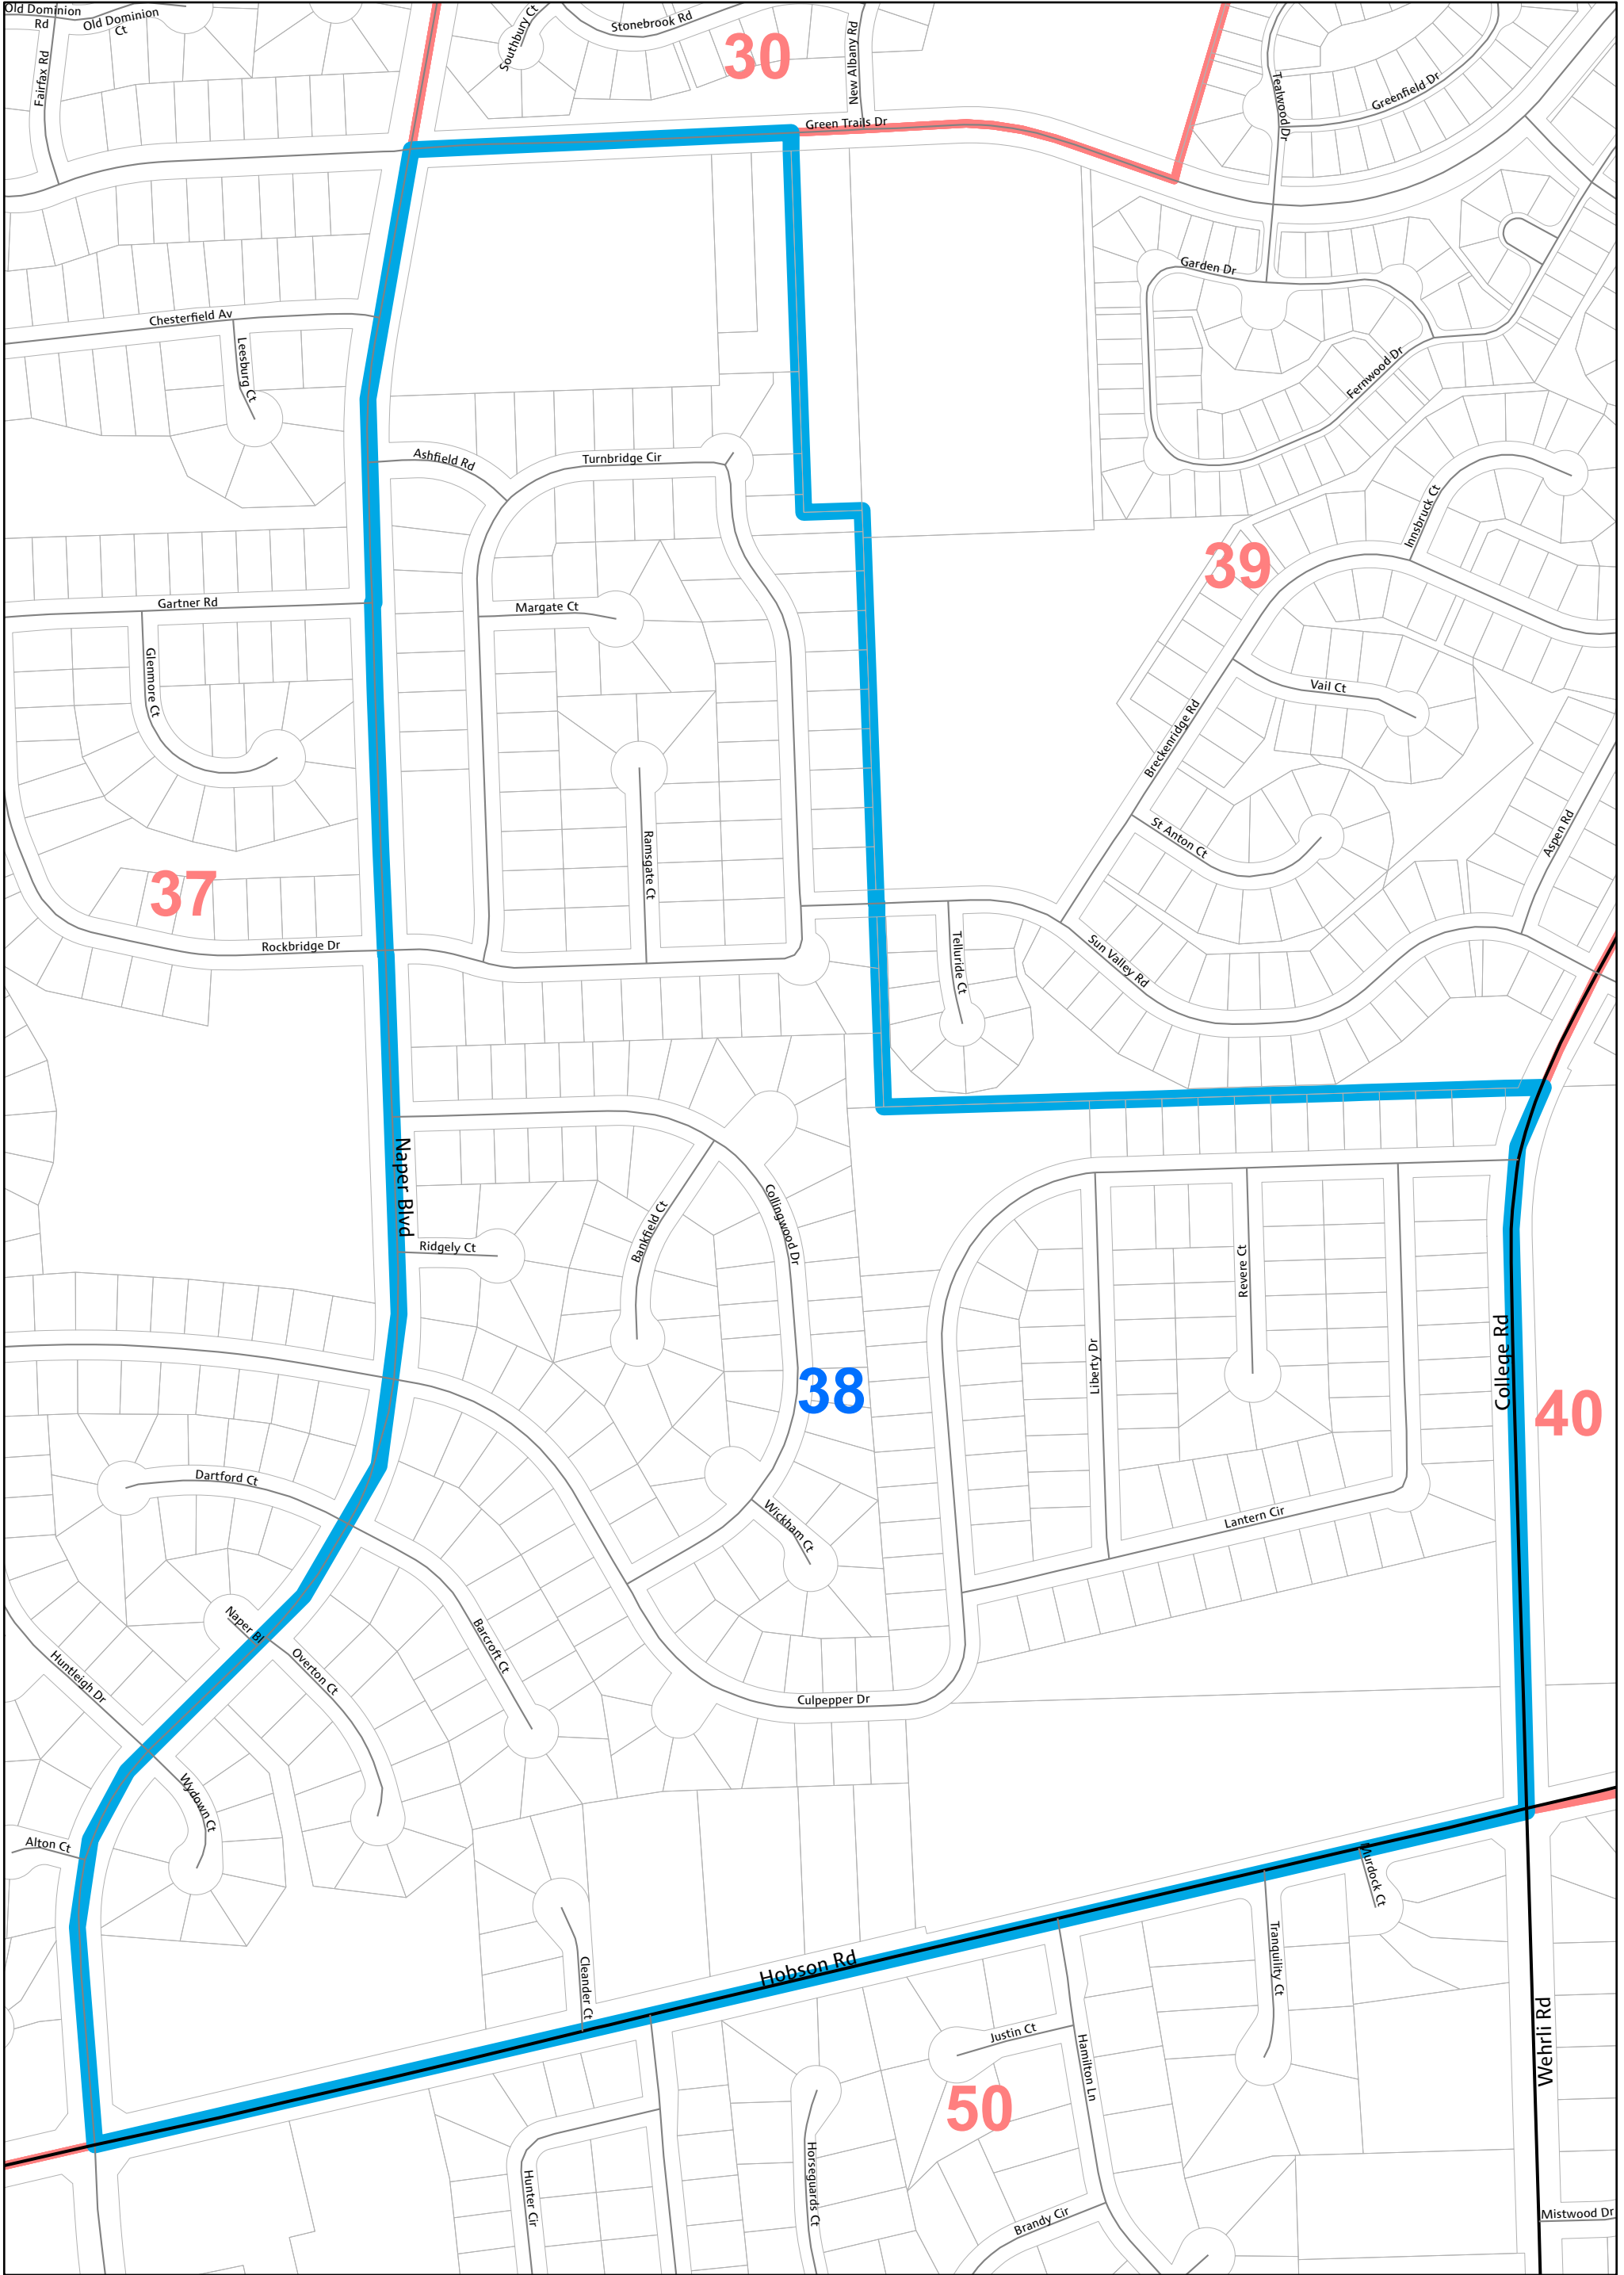 Old Dominion
Rd
Old Dominion
Ct
Fairfax Rd
Southbury Ct
Stonebrook Rd
30
New Albany Rd
Green Trails Dr
Tealwood Dr
Greenfield Dr
Garden Dr
Fernwood Dr
Chesterfield Av
Leesburg Ct
Ashfield Rd
Turnbridge Cir
Innsbruck Ct
39
Gartner Rd
Margate Ct
Glenmore Ct
Vail Ct
Breckenridge Rd
St Anton Ct
Aspen Rd
Ramsgate Ct
37
Rockbridge Dr
Telluride Ct
Sun Valley Rd
Naper Blvd
Ridgely Ct
Bankfield Ct
Collingwood Dr
Revere Ct
Liberty Dr
College Rd
38
40
Dartford Ct
Wickham Ct
Lantern Cir
Naper Bl
Overton Ct
Barcroft Ct
Huntleigh Dr
Culpepper Dr
Wydown Ct
Alton Ct
Murdock Ct
Hobson Rd
Cleander Ct
Tranquility Ct
Justin Ct
Hamilton Ln
Wehrli Rd
50
Hunter Cir
Horseguards Ct
Brandy Cir
Mistwood Dr